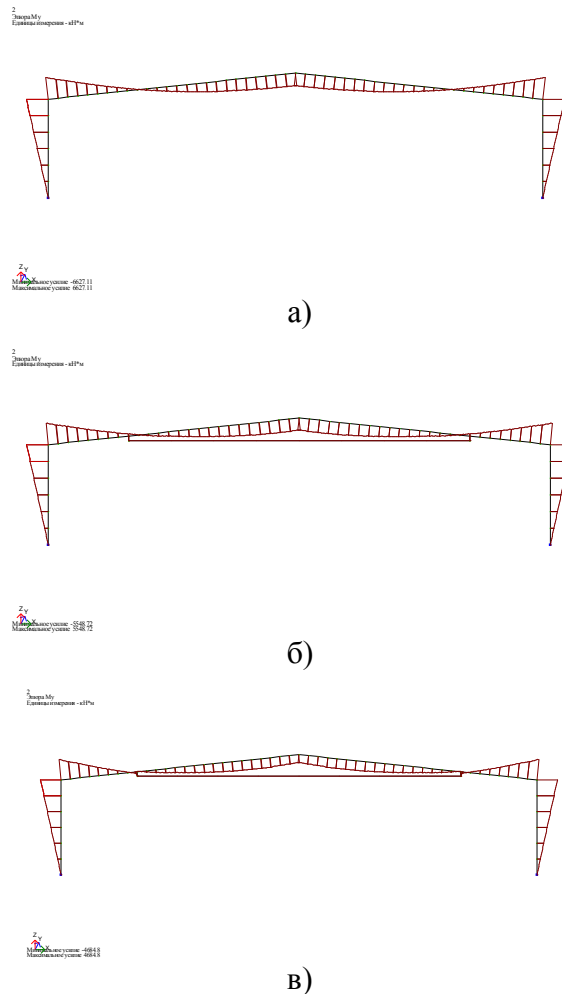 2
Эпюра My
Единицы измерения - кН*м
Z Y
X
Минимальное усилие -6627.11
Максимальное усилие 6627.11
а)
2
Эпюра My
Единицы измерения - кН*м
Z Y
X
Минимальное усилие -5548.72
Максимальное усилие 5548.72
б)
2
Эпюра My
Единицы измерения - кН*м
Z Y
X
Минимальное усилие -4684.8
Максимальное усилие 4684.8
в)